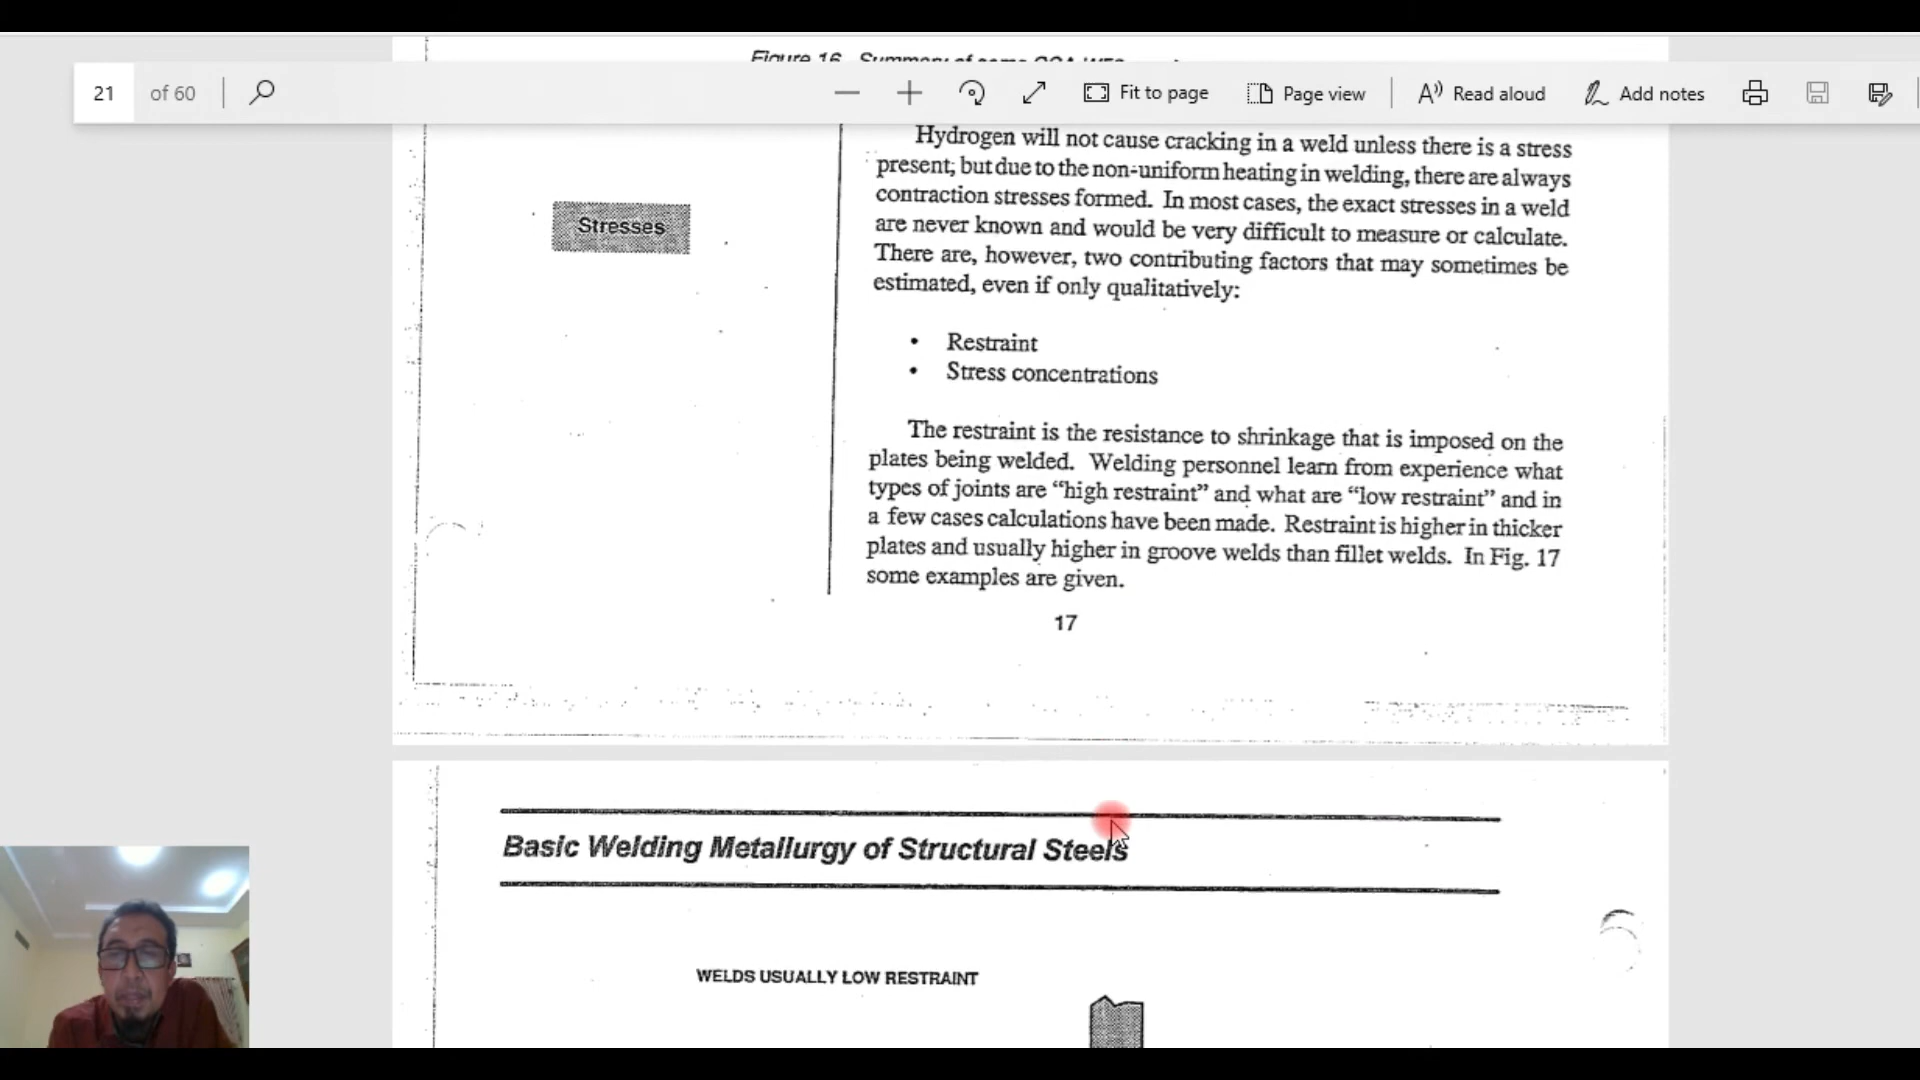 Figure 16 Summary of some
21 of 60 Fit to page Page view Read aloud Add notes
Hydrogen will not cause cracking in a weld unless there is a stress
present; but due to the non-uniform heating in welding, there are always
contraction stresses formed. In most cases, the exact stresses in a weld
are never known and would be very difficult to measure or calculate.
There are, however, two contributing factors that may sometimes be
estimated, even if only qualitatively:
Stresses
• Restraint
• Stress concentrations
The restraint is the resistance to shrinkage that is imposed on the
plates being welded. Welding personnel learn from experience what
types of joints are “high restraint” and what are “low restraint” and in
a few cases calculations have been made. Restraint is higher in thicker
plates and usually higher in groove welds than fillet welds. In Fig. 17
some examples are given.
17
Basic Welding Metallurgy of Structural Steels
WELDS USUALLY LOW RESTRAINT